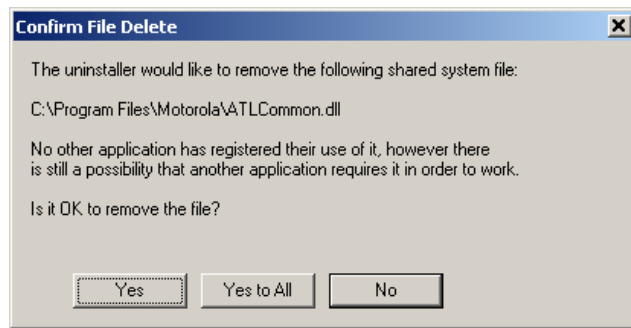 Confirm File Delete
The uninstaller would like to remove the following shared system file:
C:\Program Files\Motorola\ATLCommon.dll
No other application has registered their use of it, however there
is still a possibility that another application requires it in order to work.
Is it OK to remove the file?
Yes
Yes to All
No